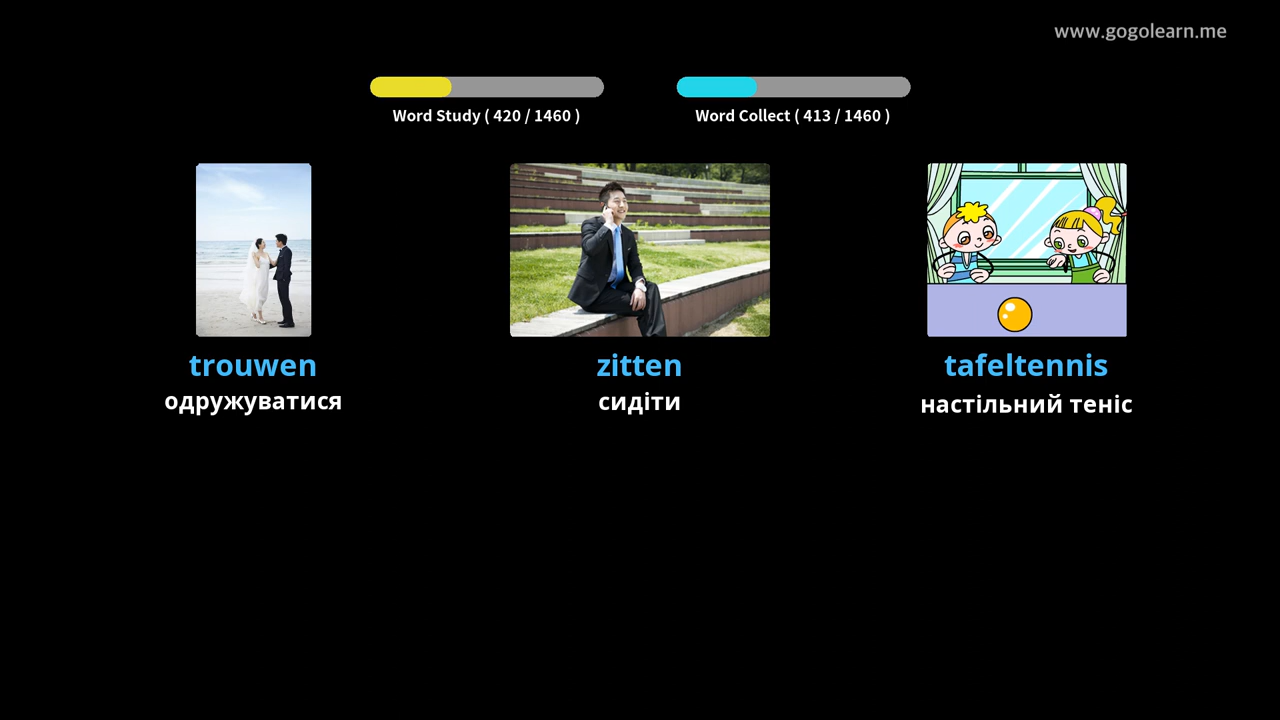 www.gogolearn.me
Word Study ( 420 / 1460 )
Word Collect ( 413 / 1460 )
trouwen
одружуватися
zitten
сидіти
tafeltennis
настільний теніс